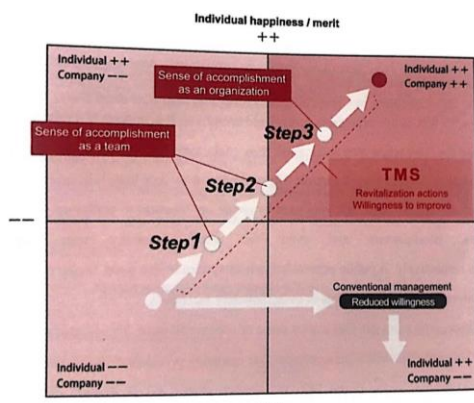 Individual happiness / merit
++
Individual ++
Company −−
Sense of accomplishment
as an organization
Individual ++
Company ++
Sense of accomplishment
as a team
Step3
Step2
TMS
Revitalization actions
Willingness to improve
−−
Step1
Conventional management
Reduced willingness
Individual −−
Company −−
Individual ++
Company −−